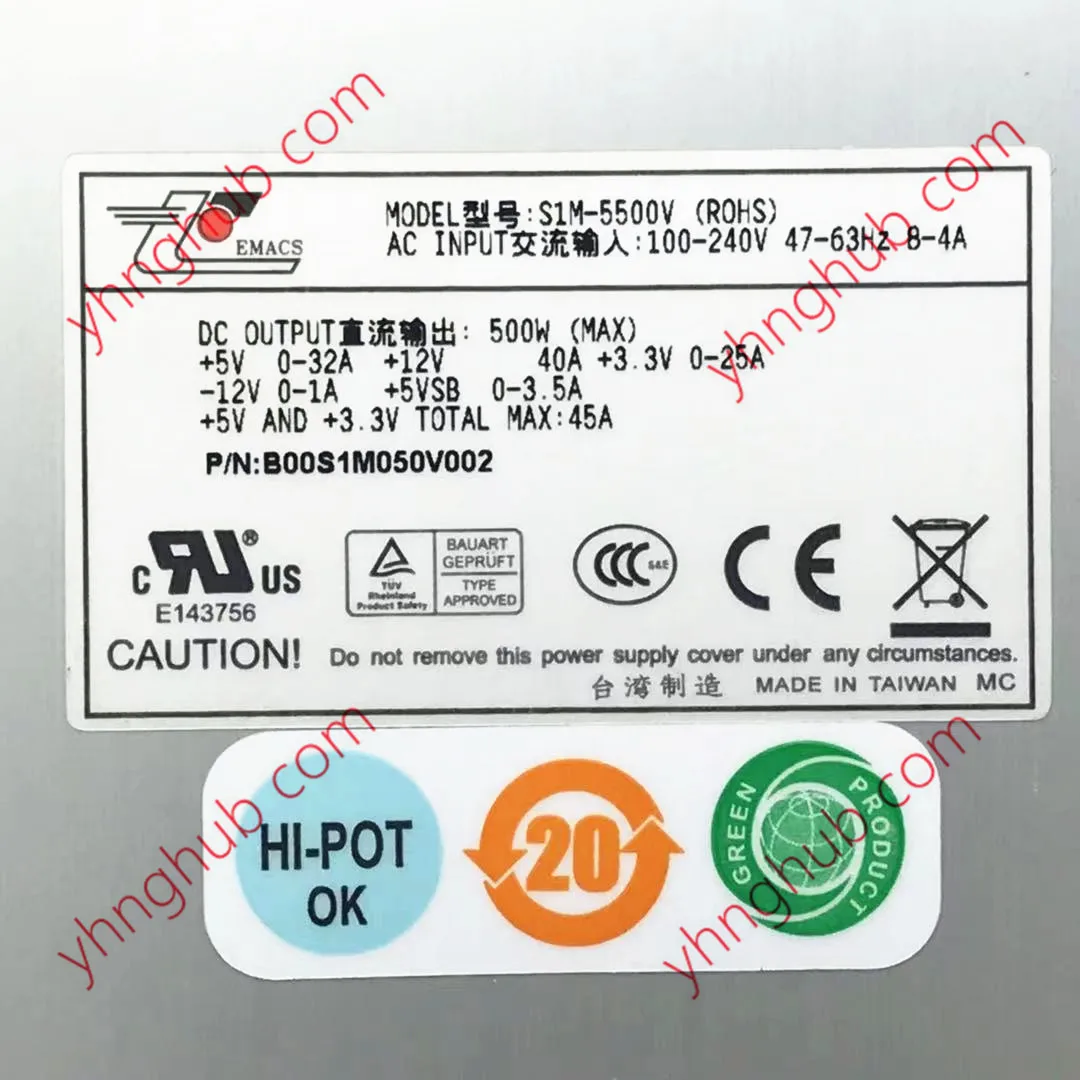 EMACS
MODEL型号:S1M-5500V (ROHS)
AC INPUT交流输入:100-240V 47-63Hz 8-4A
DC OUTPUT直流输出: 500W (MAX)
+5V 0-32A +12V 40A +3.3V 0-25A
-12V 0-1A +5VSB 0-3.5A
+5V AND +3.3V TOTAL MAX:45A
P/N:B00S1M050V002
c RU ® US
E143756
TÜV
Rheinland
Product Safety
BAUART
GEPRÜFT
TYPE
APPROVED
CCC S&E
CE
CAUTION! Do not remove this power supply cover under any circumstances.
台湾制造 MADE IN TAIWAN MC
HI-POT
OK
20
GREEN PRODUCT
yhnghub com
yhnghub com
yhnghub com
yhnghub com